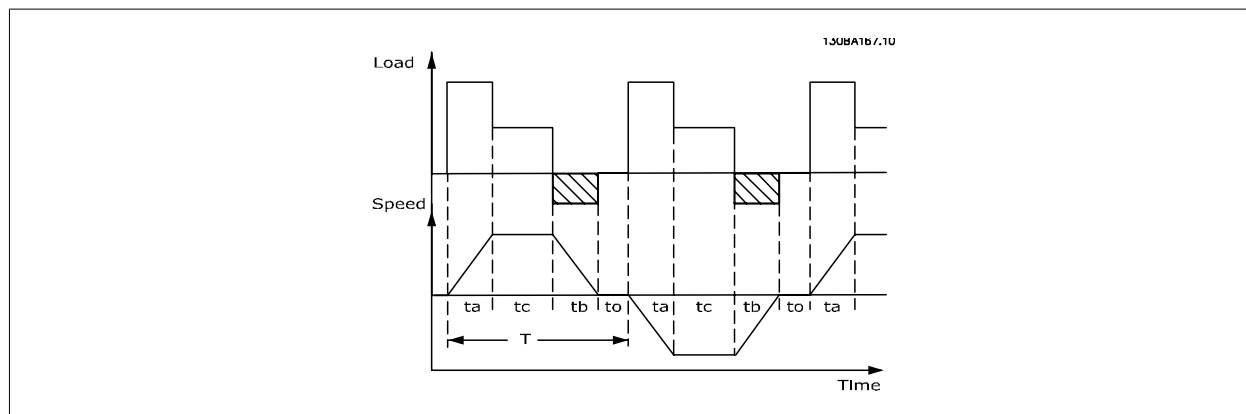 130BA167.10
Load
Speed
ta tc tb to ta tc tb to ta
T
Time